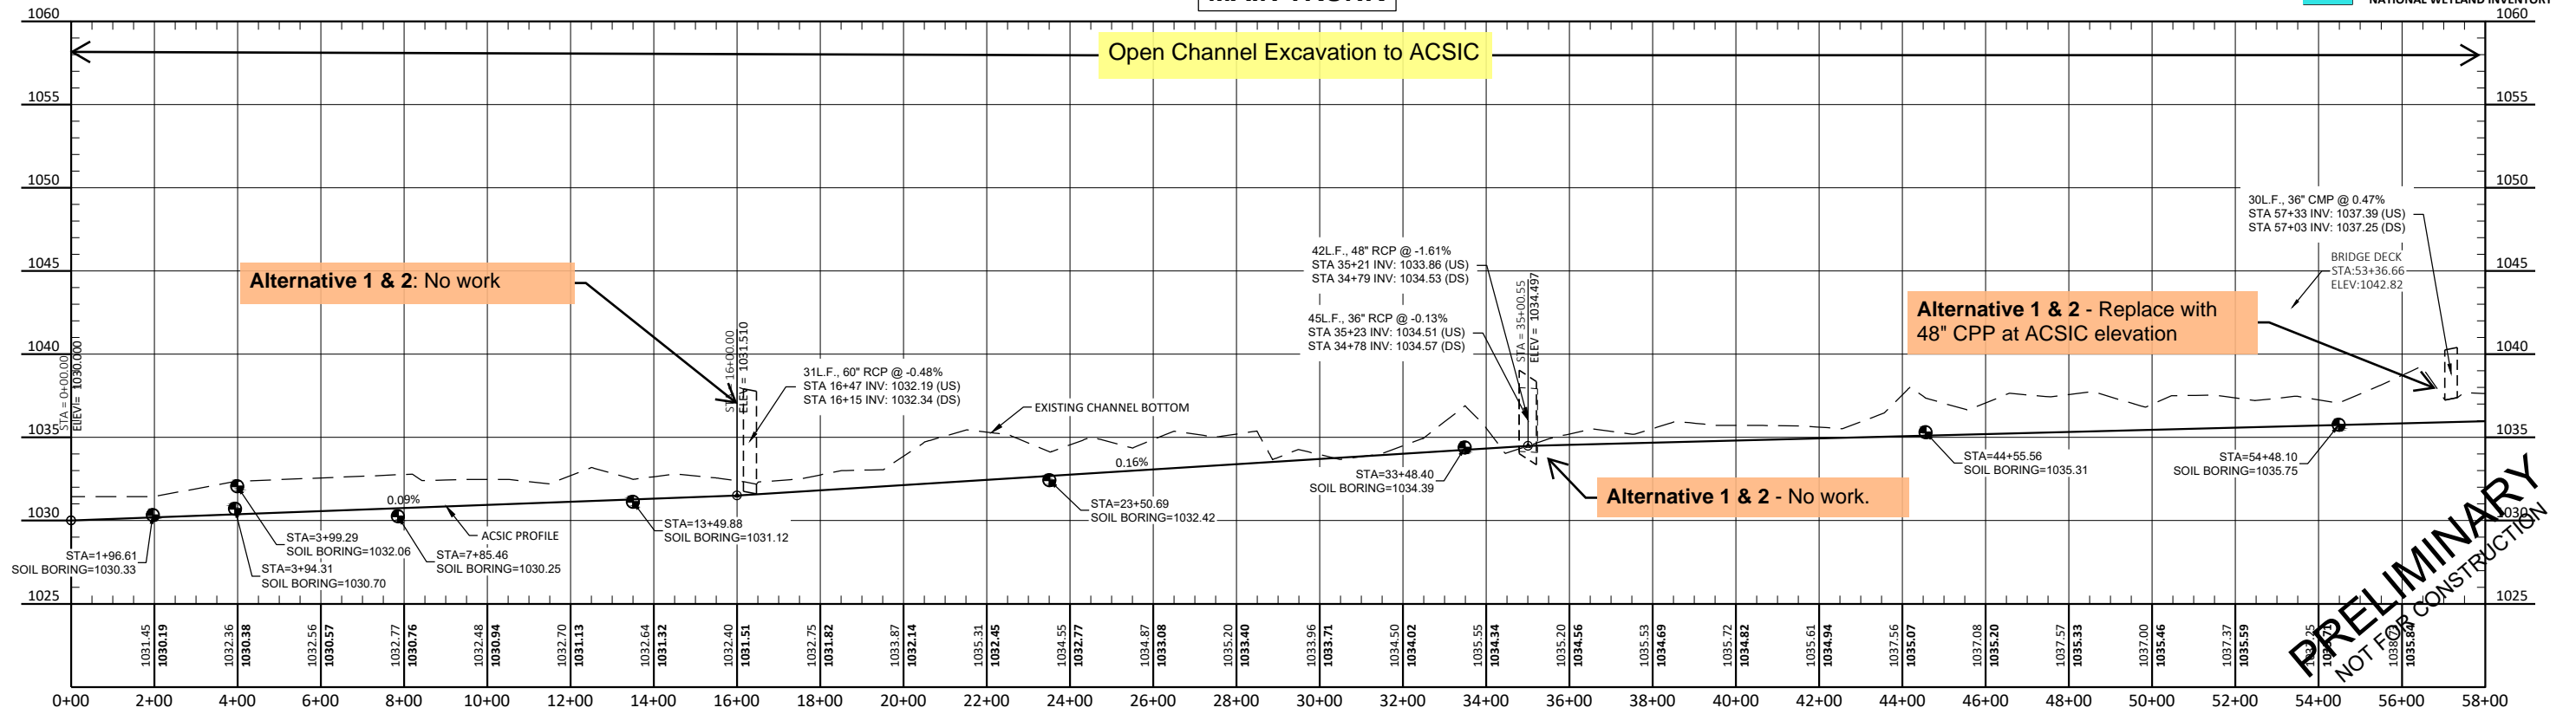 NATIONAL WETLAND INVENTORY
1060
1060
Open Channel Excavation to ACSIC
1055
1055
1050
1050
30L.F., 36" CMP @ 0.47%
STA 57+33 INV: 1037.39 (US)
STA 57+03 INV: 1037.25 (DS)
42L.F., 48" RCP @ -1.61%
STA 35+21 INV: 1033.86 (US)
STA 34+79 INV: 1034.53 (DS)
BRIDGE DECK
STA:53+36.66
ELEV:1042.82
1045
1045
Alternative 1 & 2: No work
Alternative 1 & 2 - Replace with
48" CPP at ACSIC elevation
45L.F., 36" RCP @ -0.13%
STA 35+23 INV: 1034.51 (US)
STA 34+78 INV: 1034.57 (DS)
STA = 35+00.55
ELEV = 1034.497
1040
1040
STA = 0+00.00
ELEV = 1030.000
16+00.00
ELEV = 1031.510
31L.F., 60" RCP @ -0.48%
STA 16+47 INV: 1032.19 (US)
STA 16+15 INV: 1032.34 (DS)
EXISTING CHANNEL BOTTOM
1035
1035
0.16%
STA=33+48.40
SOIL BORING=1034.39
STA=44+55.56
SOIL BORING=1035.31
STA=54+48.10
SOIL BORING=1035.75
Alternative 1 & 2 - No work.
0.09%
STA=23+50.69
SOIL BORING=1032.42
1030
1030
STA=13+49.88
SOIL BORING=1031.12
ACSIC PROFILE
STA=3+99.29
SOIL BORING=1032.06
STA=1+96.61
SOIL BORING=1030.33
STA=7+85.46
SOIL BORING=1030.25
STA=3+94.31
SOIL BORING=1030.70
1025
1025
PRELIMINARY
NOT FOR CONSTRUCTION
1031.45
1030.19
1032.36
1030.38
1032.56
1030.57
1032.77
1030.76
1032.48
1030.94
1032.70
1031.13
1032.64
1031.32
1032.40
1031.51
1032.75
1031.82
1033.87
1032.14
1035.31
1032.45
1034.55
1032.77
1034.87
1033.08
1035.20
1033.40
1033.96
1033.71
1034.50
1034.02
1035.55
1034.34
1035.20
1034.56
1035.53
1034.69
1035.72
1034.82
1035.61
1034.94
1037.56
1035.07
1037.08
1035.20
1037.57
1035.33
1037.00
1035.46
1037.37
1035.59
1035.71
1035.84
0+00 2+00 4+00 6+00 8+00 10+00 12+00 14+00 16+00 18+00 20+00 22+00 24+00 26+00 28+00 30+00 32+00 34+00 36+00 38+00 40+00 42+00 44+00 46+00 48+00 50+00 52+00 54+00 56+00 58+00